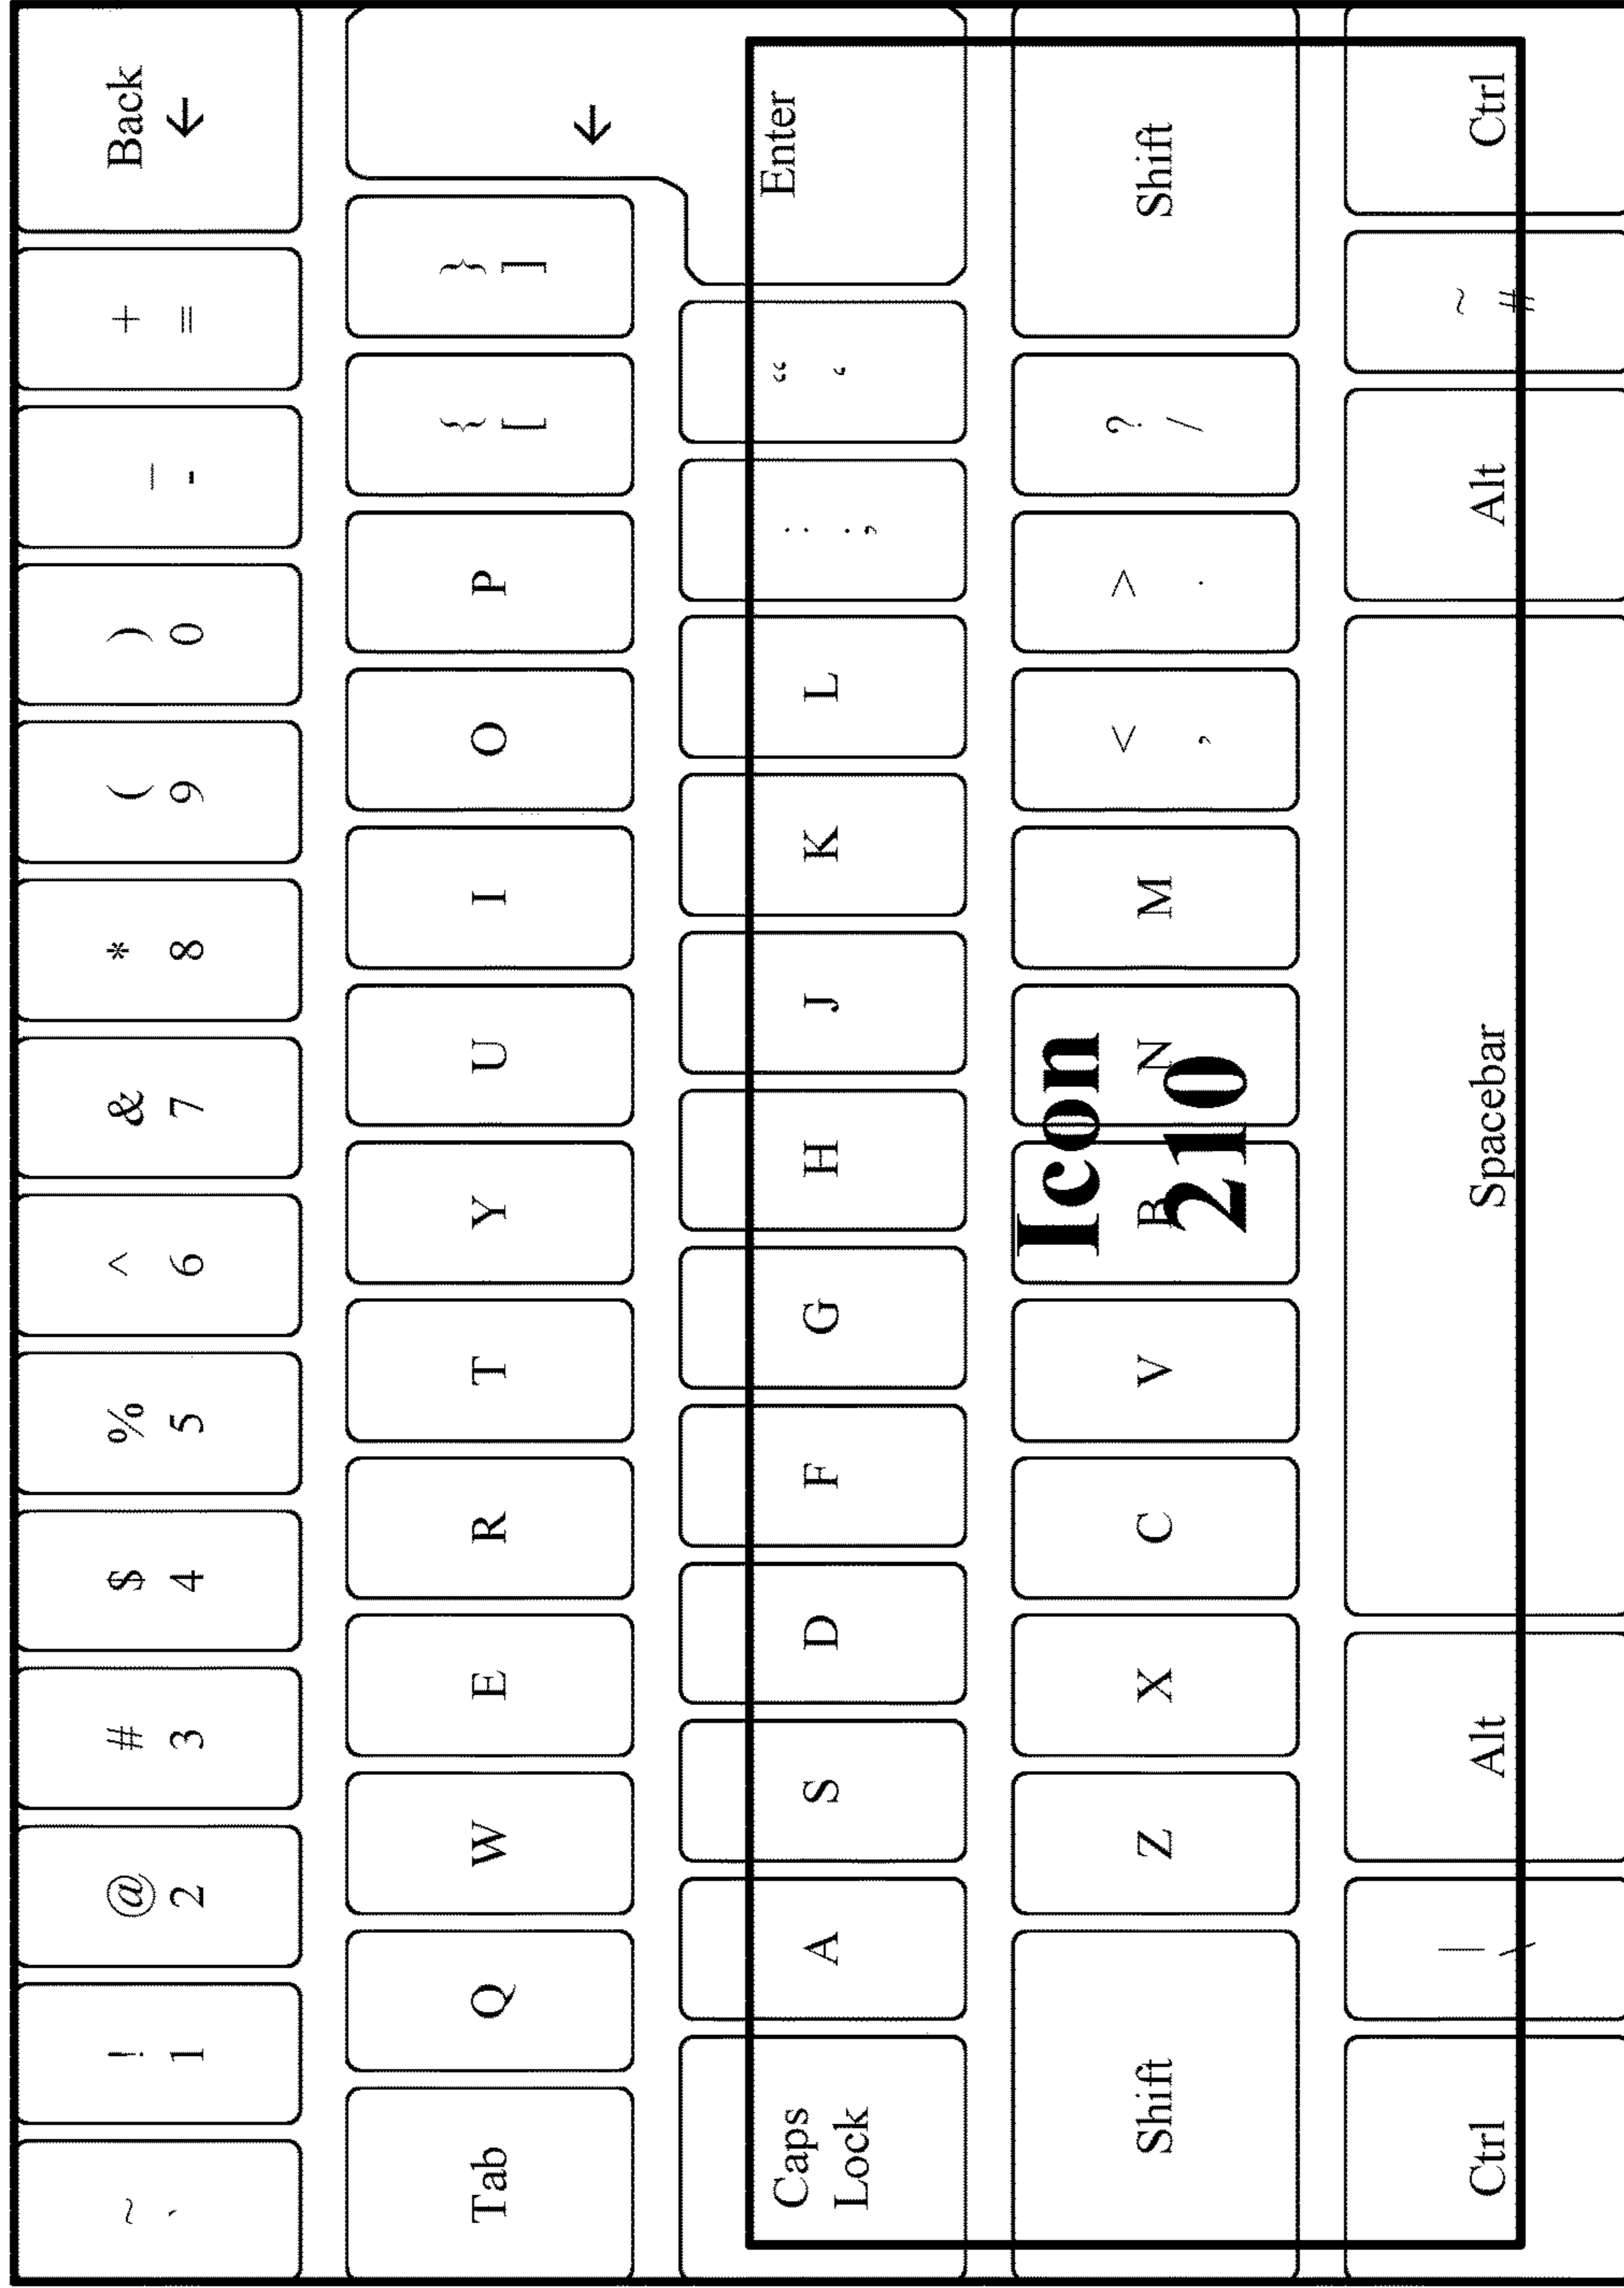 ~ ! @ # $ % ^ & * ( ) _ + Back
` 1 2 3 4 5 6 7 8 9 0 - = ←
Tab Q W E R T Y U I O P { } 
[ ] ←
Caps Lock A S D F G H J K L : “ Enter
; ‘
Shift Z X C V B N M < > ? Shift
, . /
Icon
210
Ctrl | Alt Spacebar Alt ~ Ctrl
\ #